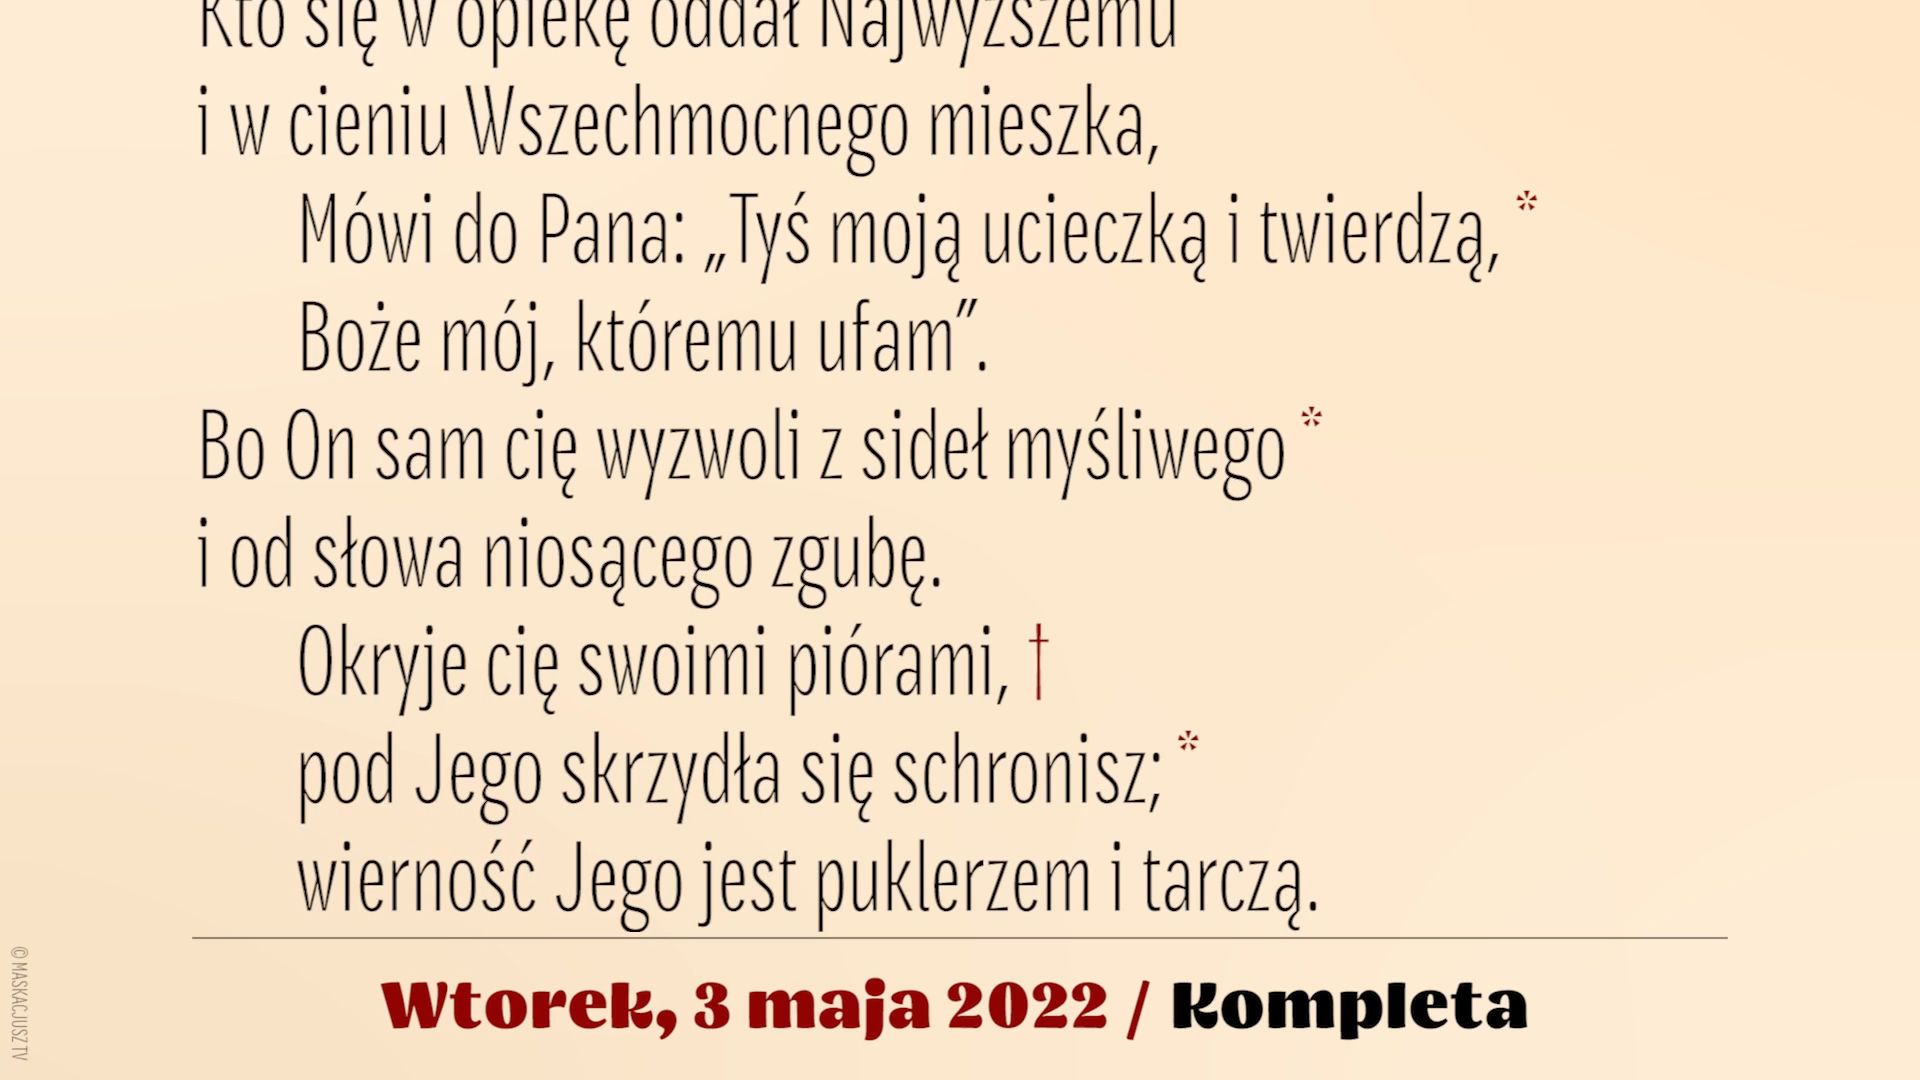 Kto się w opiekę oddał Najwyższemu
i w cieniu Wszechmocnego mieszka,
Mówi do Pana: „Tyś moją ucieczką i twierdzą, *
Boże mój, któremu ufam”.
Bo On sam cię wyzwoli z sideł myśliwego *
i od słowa niosącego zgubę.
Okryje cię swoimi piórami, †
pod Jego skrzydła się schronisz; *
wierność Jego jest puklerzem i tarczą.
Wtorek, 3 maja 2022 / Kompleta
© MASKACJUSZ TV